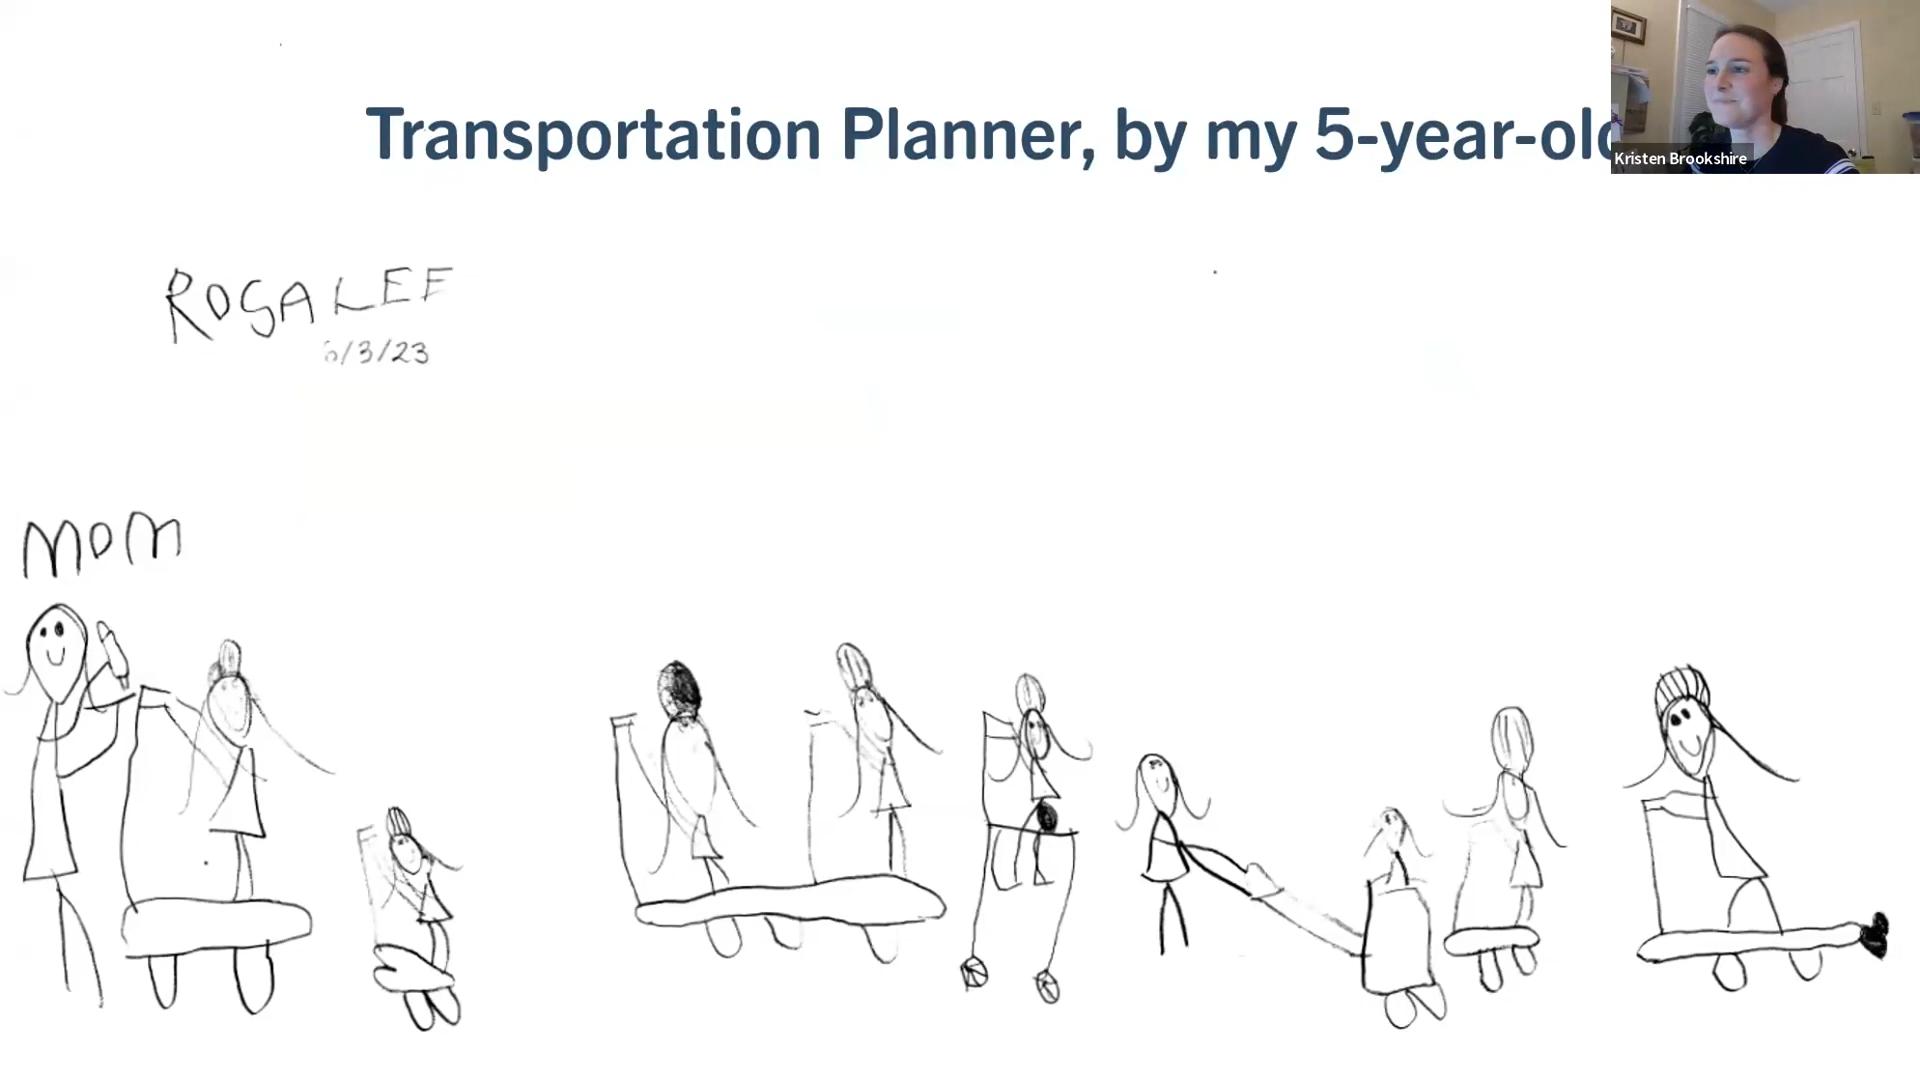 Transportation Planner, by my 5-year-old
Kristen Brookshire
ROSALEE
6/3/23
MOM